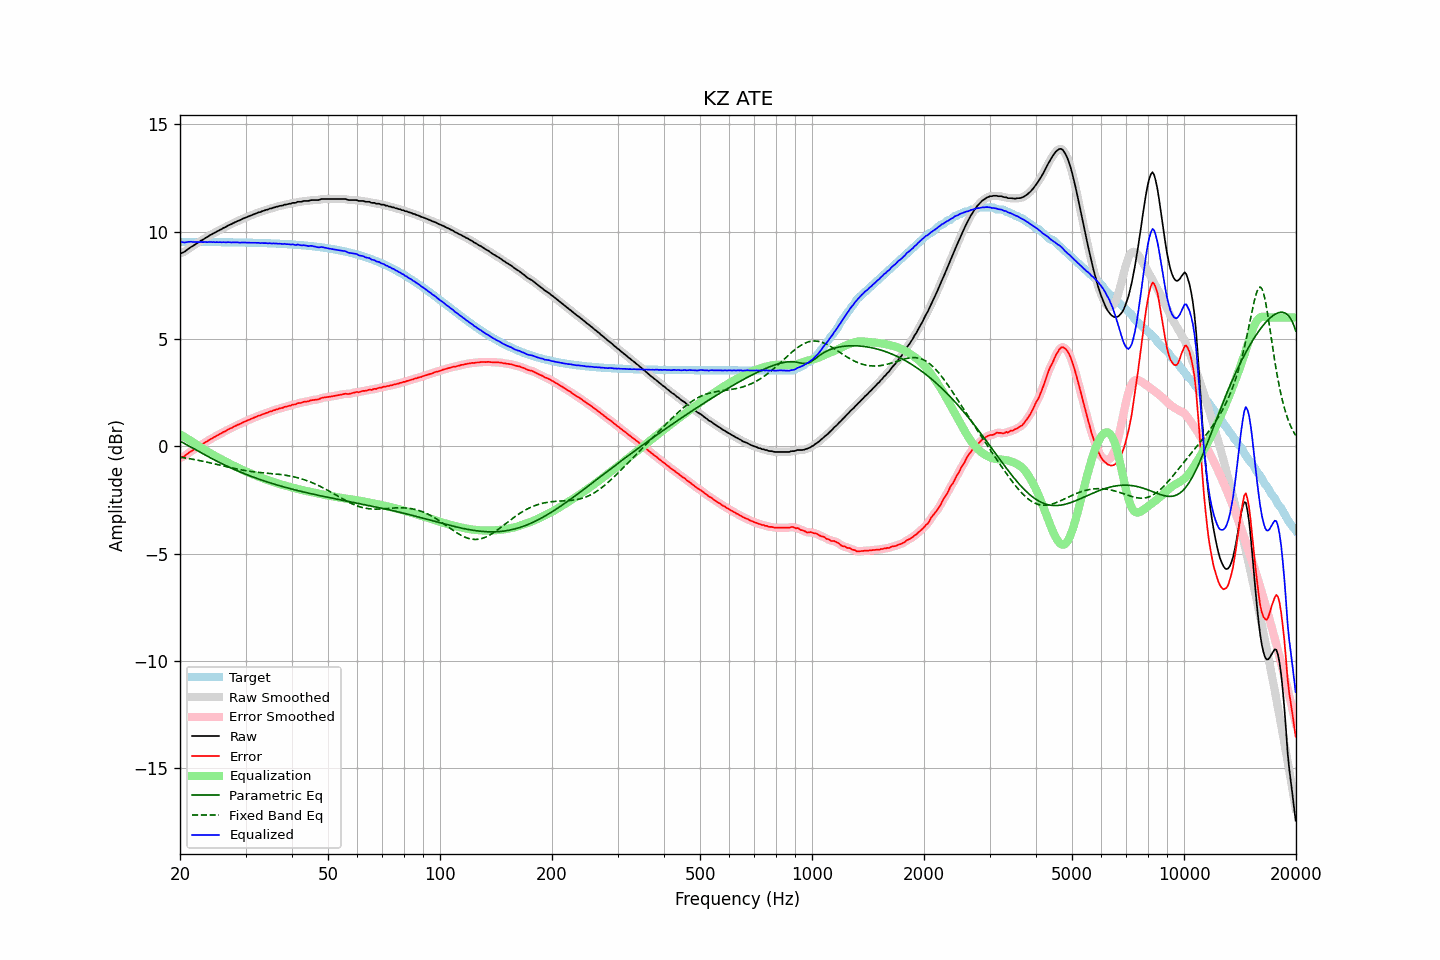 KZ ATE
15
10
5
0
−5
−10
−15
Amplitude (dBr)
Target
Raw Smoothed
Error Smoothed
Raw
Error
Equalization
Parametric Eq
Fixed Band Eq
Equalized
20 50 100 200 500 1000 2000 5000 10000 20000
Frequency (Hz)